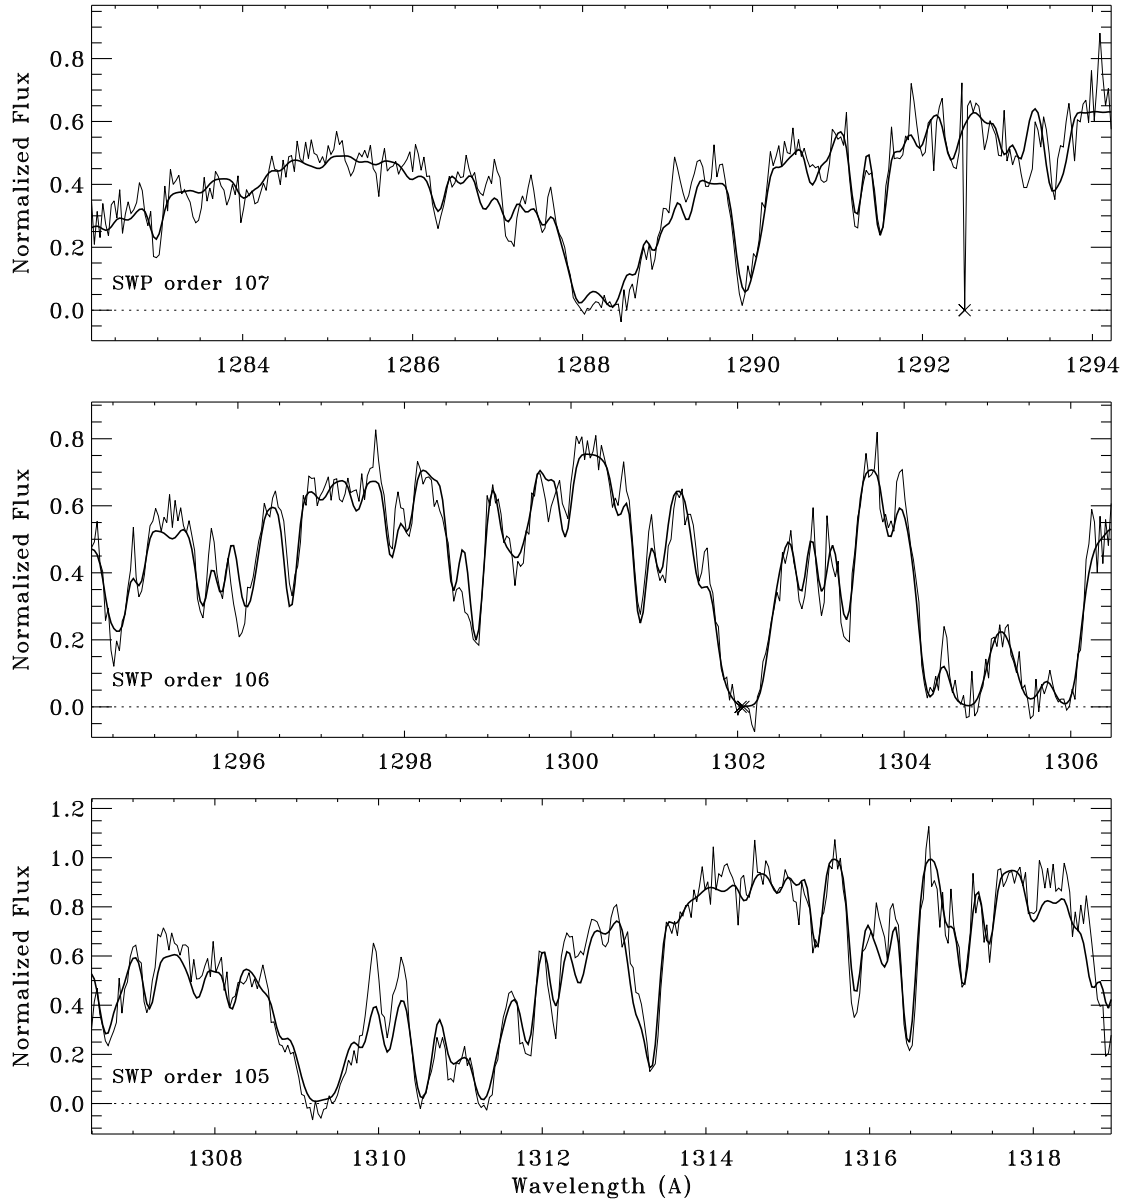 Normalized Flux
0.8
0.6
0.4
0.2
0.0
SWP order 107
1284 1286 1288 1290 1292 1294
Normalized Flux
0.8
0.6
0.4
0.2
0.0
SWP order 106
1296 1298 1300 1302 1304 1306
Normalized Flux
1.2
1.0
0.8
0.6
0.4
0.2
0.0
SWP order 105
1308 1310 1312 1314 1316 1318
Wavelength (A)